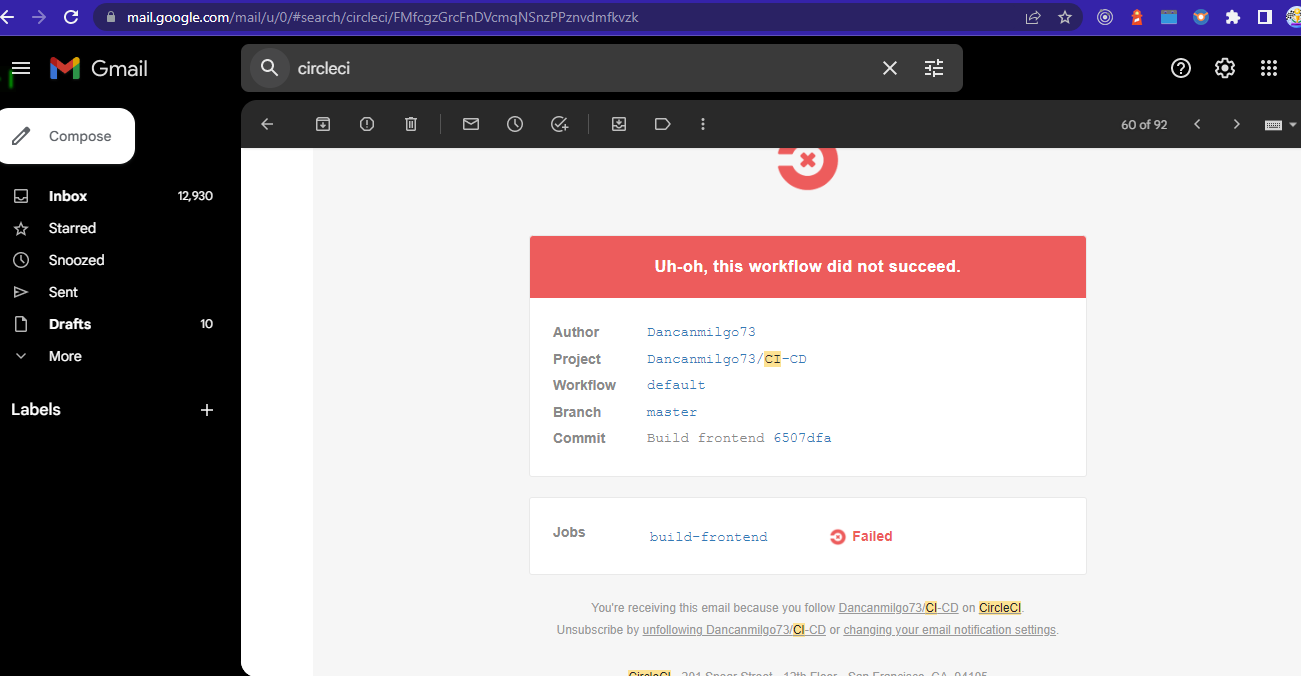 mail.google.com/mail/u/0/#search/circleci/FMfcgzGrcFnDVcmqNSnzPPznvdmfkvzk
Gmail
circleci
Compose
60 of 92
Inbox 12,930
Starred
Snoozed
Sent
Drafts 10
More
Labels
Uh-oh, this workflow did not succeed.
Author Dancanmilgo73
Project Dancanmilgo73/CI-CD
Workflow default
Branch master
Commit Build frontend 6507dfa
Jobs build-frontend Failed
You're receiving this email because you follow Dancanmilgo73/CI-CD on CircleCI.
Unsubscribe by unfollowing Dancanmilgo73/CI-CD or changing your email notification settings.
CircleCI 201 Spear Street - 12th Floor - San Francisco, CA, 94105